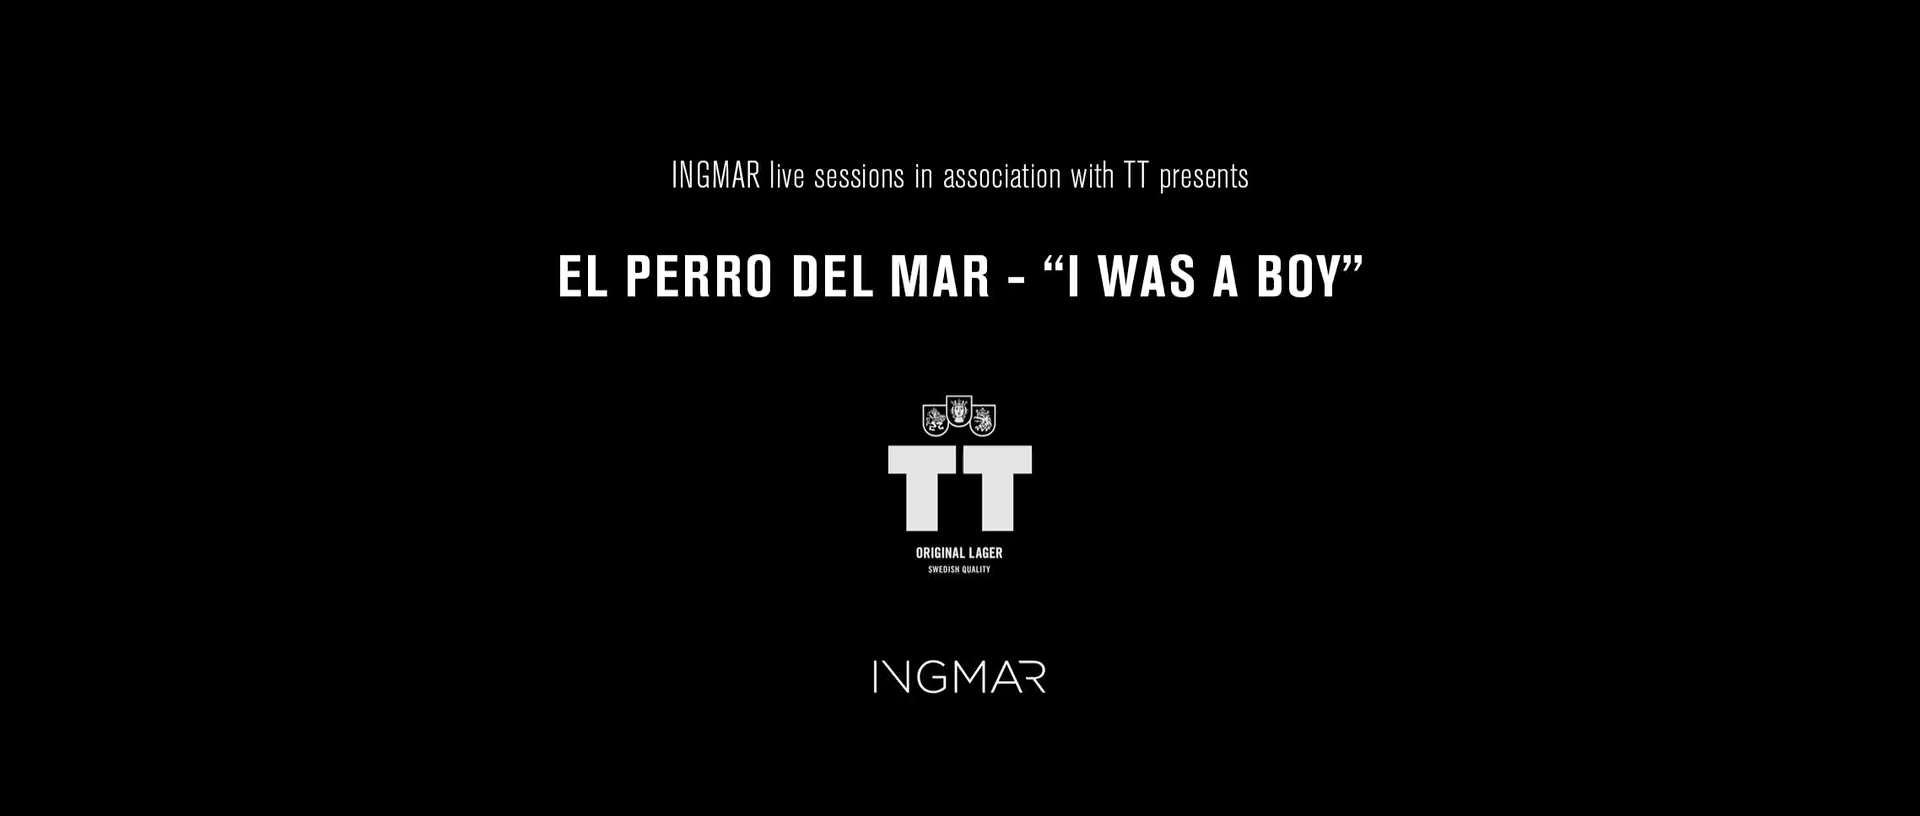 INGMAR live sessions in association with TT presents
EL PERRO DEL MAR - “I WAS A BOY”
TT
ORIGINAL LAGER
SWEDISH QUALITY
INGMAR